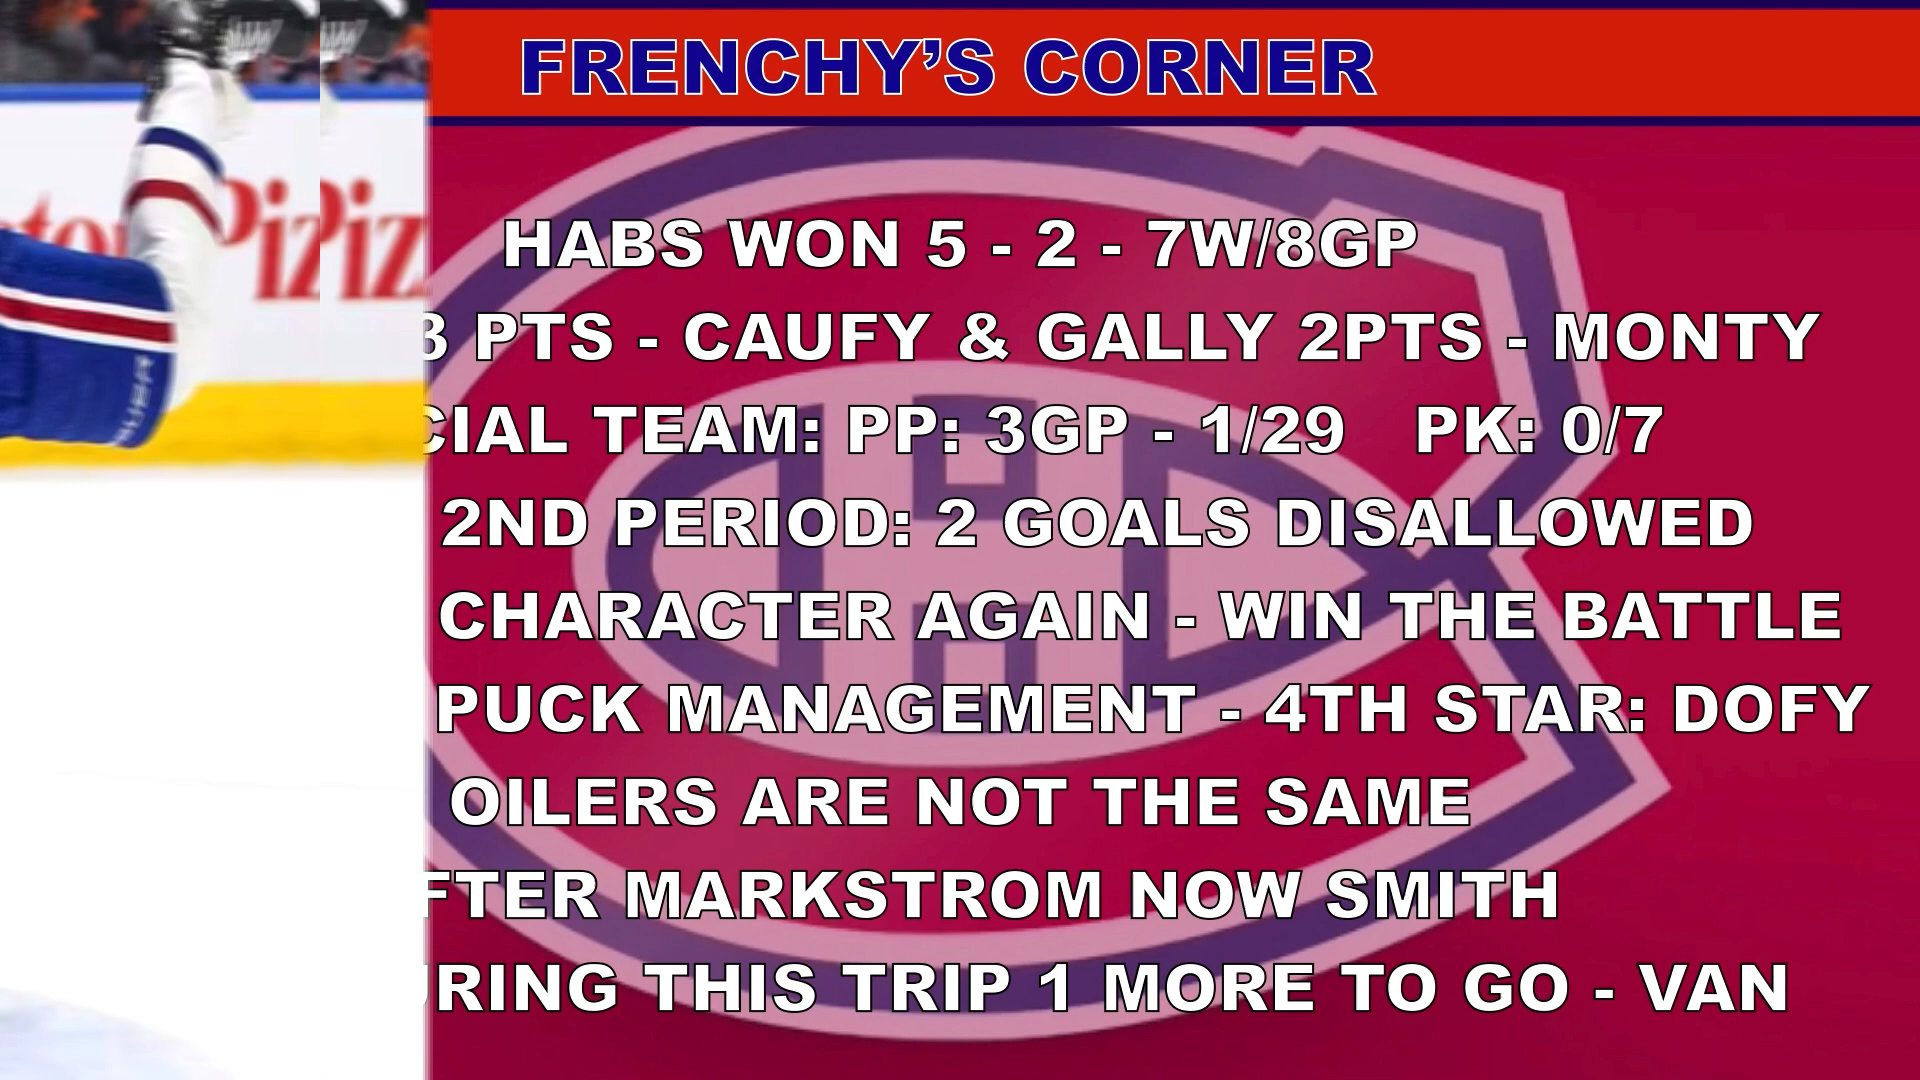 FRENCHY'S CORNER
HABS WON 5 - 2 - 7W/8GP
3 PTS - CAUFY & GALLY 2PTS - MONTY
CIAL TEAM: PP: 3GP - 1/29 PK: 0/7
2ND PERIOD: 2 GOALS DISALLOWED
CHARACTER AGAIN - WIN THE BATTLE
PUCK MANAGEMENT - 4TH STAR: DOFY
OILERS ARE NOT THE SAME
FTER MARKSTROM NOW SMITH
RING THIS TRIP 1 MORE TO GO - VAN